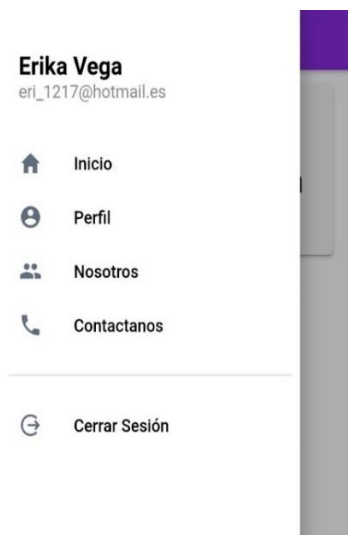 Erika Vega
eri_1217@hotmail.es
Inicio
Perfil
Nosotros
Contactanos
Cerrar Sesión